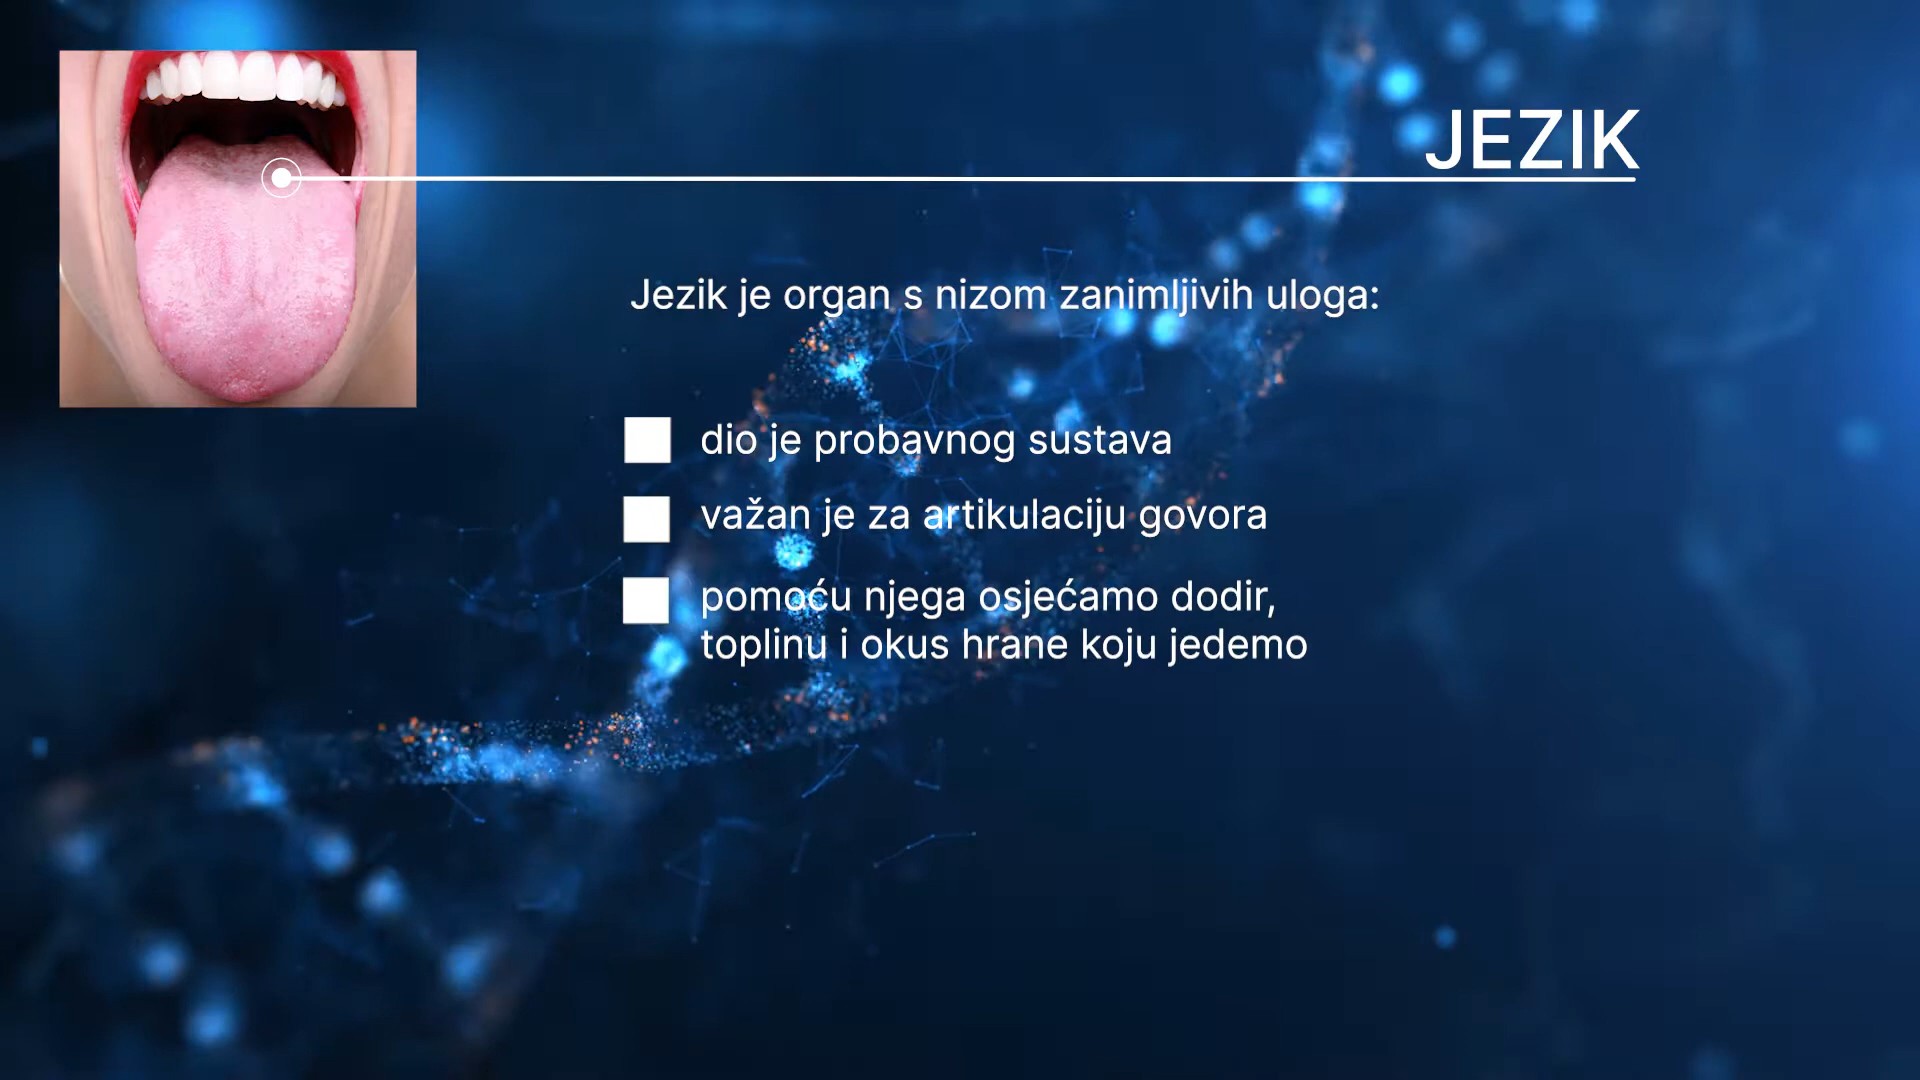 JEZIK
Jezik je organ s nizom zanimljivih uloga:
dio je probavnog sustava
važan je za artikulaciju govora
pomoću njega osjećamo dodir,
toplinu i okus hrane koju jedemo